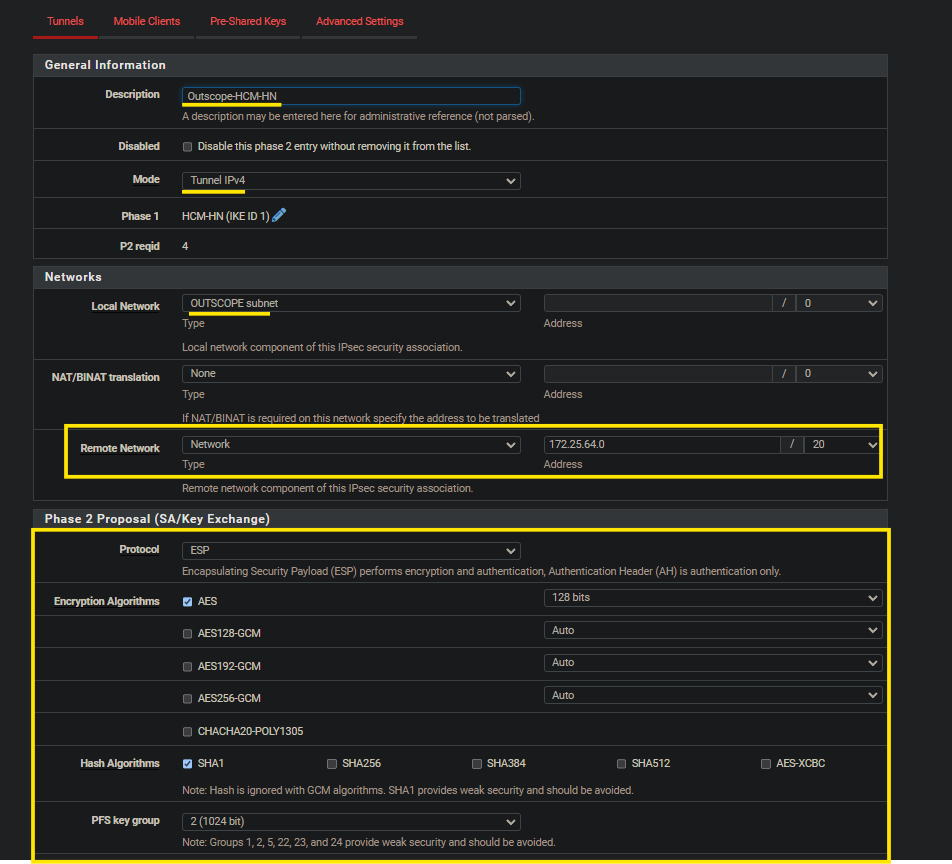 Tunnels Mobile Clients Pre-Shared Keys Advanced Settings
General Information
Description Outscope-HCM-HN
A description may be entered here for administrative reference (not parsed).
Disabled Disable this phase 2 entry without removing it from the list.
Mode Tunnel IPv4
Phase 1 HCM-HN (IKE ID 1)
P2 reqid 4
Networks
Local Network OUTSCOPE subnet / 0
Type Address
Local network component of this IPsec security association.
NAT/BINAT translation None / 0
Type Address
If NAT/BINAT is required on this network specify the address to be translated
Remote Network Network 172.25.64.0 / 20
Type Address
Remote network component of this IPsec security association.
Phase 2 Proposal (SA/Key Exchange)
Protocol ESP
Encapsulating Security Payload (ESP) performs encryption and authentication, Authentication Header (AH) is authentication only.
Encryption Algorithms AES 128 bits
AES128-GCM Auto
AES192-GCM Auto
AES256-GCM Auto
CHACHA20-POLY1305
Hash Algorithms SHA1 SHA256 SHA384 SHA512 AES-XCBC
Note: Hash is ignored with GCM algorithms. SHA1 provides weak security and should be avoided.
PFS key group 2 (1024 bit)
Note: Groups 1, 2, 5, 22, 23, and 24 provide weak security and should be avoided.